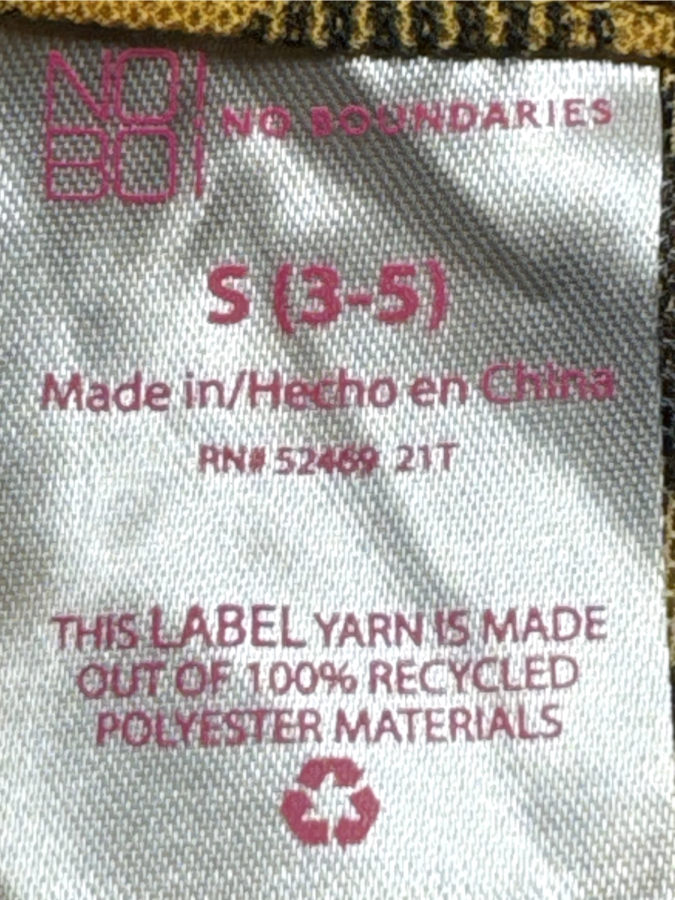 NO
BO
NO BOUNDARIES
S (3-5)
Made in/Hecho en China
RN# 52469 21T
THIS LABEL YARN IS MADE
OUT OF 100% RECYCLED
POLYESTER MATERIALS